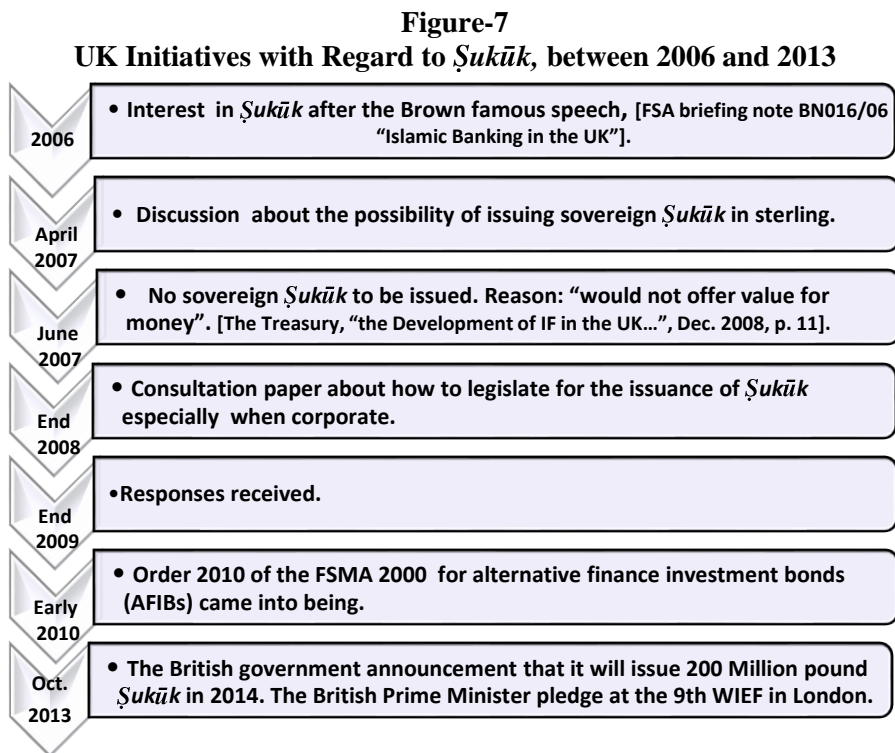 Figure-7
UK Initiatives with Regard to Ṣukūk, between 2006 and 2013
2006
• Interest in Ṣukūk after the Brown famous speech, [FSA briefing note BN016/06
“Islamic Banking in the UK”].
April
2007
• Discussion about the possibility of issuing sovereign Ṣukūk in sterling.
June
2007
• No sovereign Ṣukūk to be issued. Reason: “would not offer value for
money”. [The Treasury, “the Development of IF in the UK…”, Dec. 2008, p. 11].
End
2008
• Consultation paper about how to legislate for the issuance of Ṣukūk
especially when corporate.
End
2009
•Responses received.
Early
2010
• Order 2010 of the FSMA 2000 for alternative finance investment bonds
(AFIBs) came into being.
Oct.
2013
• The British government announcement that it will issue 200 Million pound
Ṣukūk in 2014. The British Prime Minister pledge at the 9th WIEF in London.